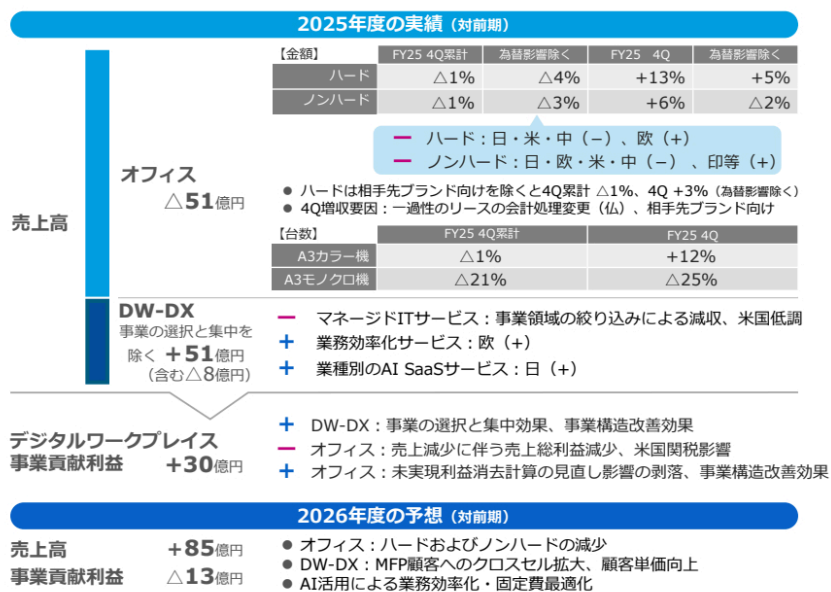 2025年度の実績（対前期）
【金額】 FY25 4Q累計 為替影響除く FY25 4Q 為替影響除く
ハード △1% △4% +13% +5%
ノンハード △1% △3% +6% △2%
ー ハード：日・米・中（−）、欧（+）
ー ノンハード：日・欧・米・中（−）、印等（+）
売上高
オフィス
△51億円
● ハードは相手先ブランド向けを除くと4Q累計 △1%、4Q +3%（為替影響除く）
● 4Q増収要因：一過性のリースの会計処理変更（仏）、相手先ブランド向け
【台数】 FY25 4Q累計 FY25 4Q
A3カラー機 △1% +12%
A3モノクロ機 △21% △25%
DW-DX
事業の選択と集中を
除く +51億円
（含む△8億円）
ー マネージドITサービス：事業領域の絞り込みによる減収、米国低調
+ 業務効率化サービス：欧（+）
+ 業種別のAI SaaSサービス：日（+）
デジタルワークプレイス
事業貢献利益 +30億円
+ DW-DX：事業の選択と集中効果、事業構造改善効果
ー オフィス：売上減少に伴う売上総利益減少、米国関税影響
+ オフィス：未実現利益消去計算の見直し影響の剥落、事業構造改善効果
2026年度の予想（対前期）
売上高 +85億円
事業貢献利益 △13億円
● オフィス：ハードおよびノンハードの減少
● DW-DX：MFP顧客へのクロスセル拡大、顧客単価向上
● AI活用による業務効率化・固定費最適化